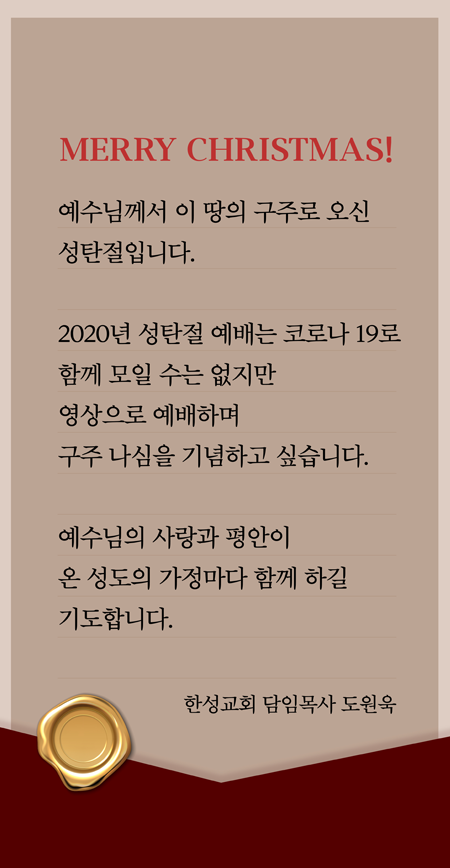 MERRY CHRISTMAS!
예수님께서 이 땅의 구주로 오신
성탄절입니다.
2020년 성탄절 예배는 코로나 19로
함께 모일 수는 없지만
영상으로 예배하며
구주 나심을 기념하고 싶습니다.
예수님의 사랑과 평안이
온 성도의 가정마다 함께 하길
기도합니다.
한성교회 담임목사 도원욱